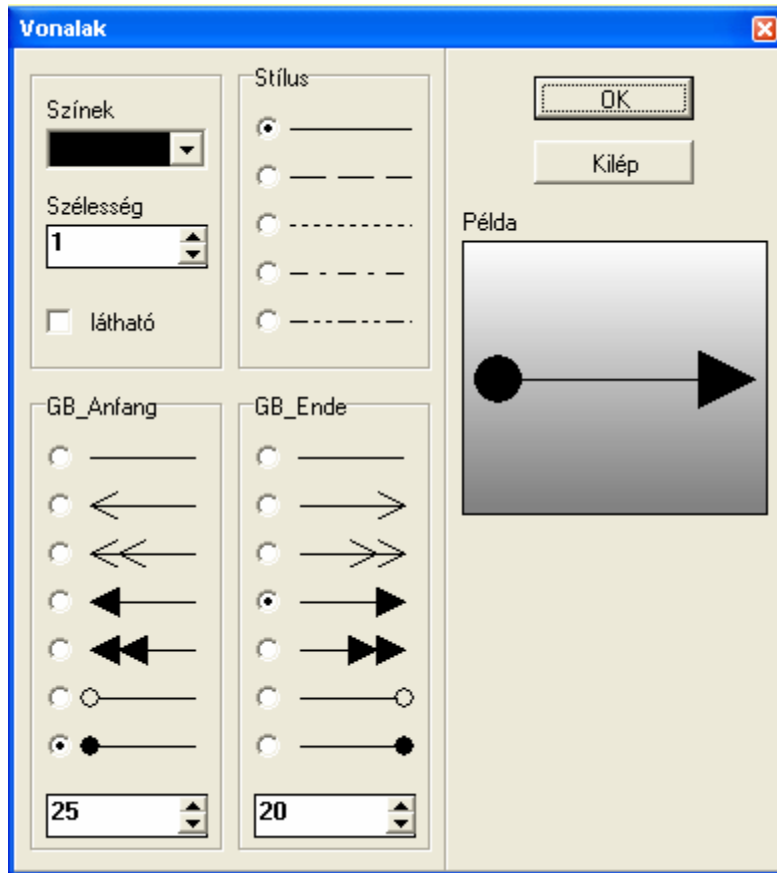 Vonalak
Színek
Szélesség
1
látható
Stílus
OK
Kilép
Példa
GB_Anfang
25
GB_Ende
20